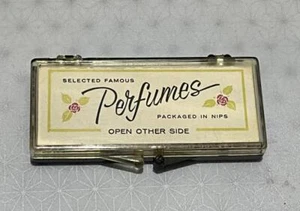 SELECTED FAMOUS
Perfumes
PACKAGED IN NIPS
OPEN OTHER SIDE